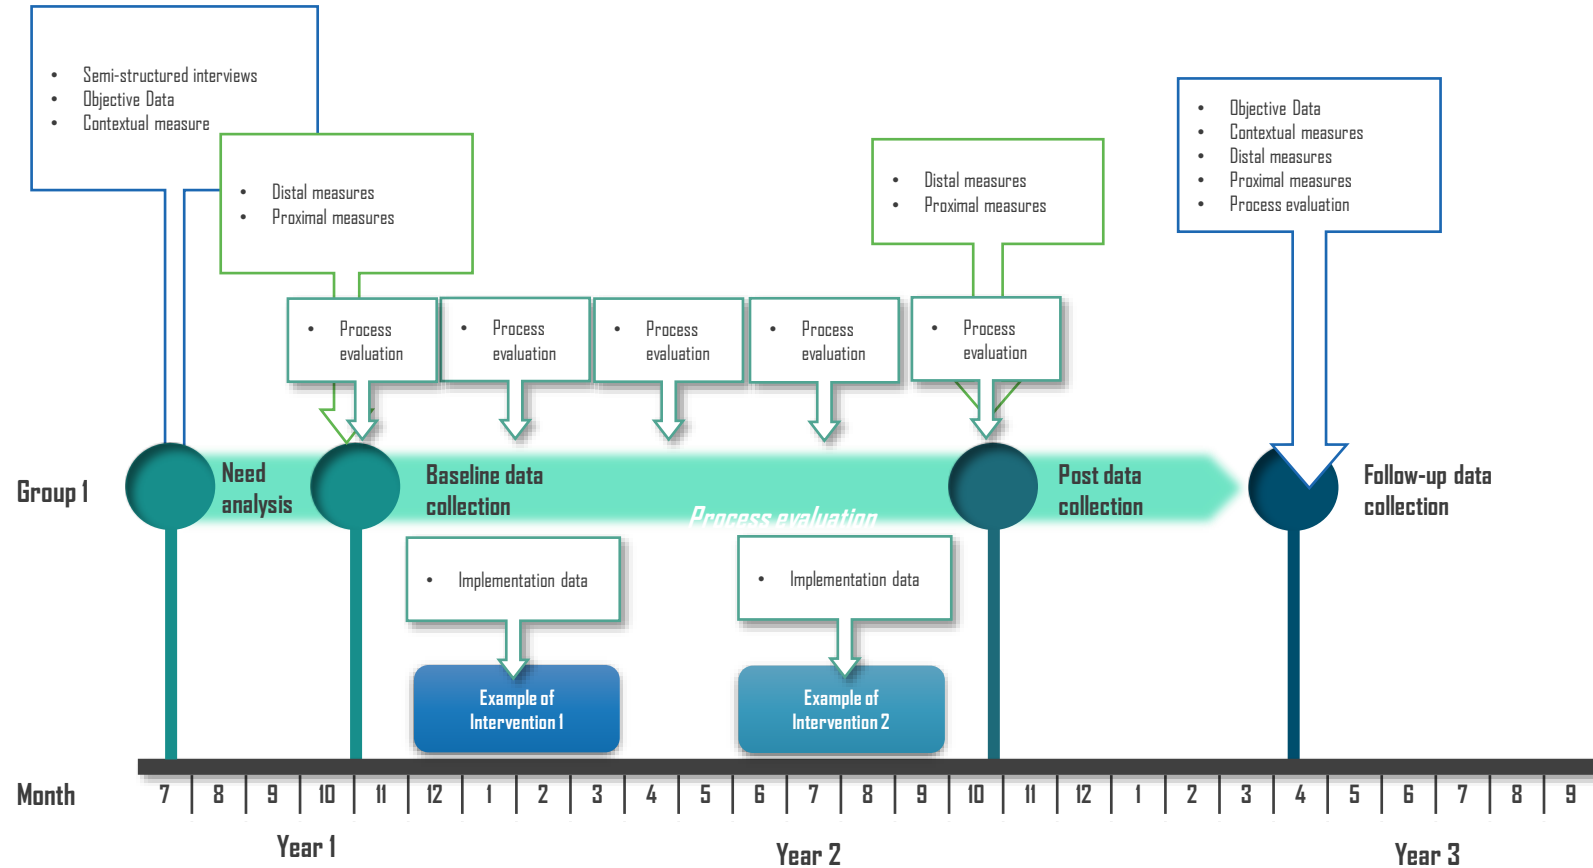 • Semi-structured interviews
• Objective Data
• Contextual measure
• Distal measures
• Proximal measures
• Distal measures
• Proximal measures
• Objective Data
• Contextual measures
• Distal measures
• Proximal measures
• Process evaluation
• Process
evaluation
• Process
evaluation
• Process
evaluation
• Process
evaluation
• Process
evaluation
Group 1
Need
analysis
Baseline data
collection
Process evaluation
Post data
collection
Follow-up data
collection
• Implementation data
• Implementation data
Example of
Intervention 1
Example of
Intervention 2
Month 7 8 9 10 11 12 1 2 3 4 5 6 7 8 9 10 11 12 1 2 3 4 5 6 7 8 9
Year 1 Year 2 Year 3